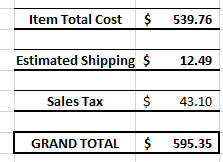 Item Total Cost $ 539.76
Estimated Shipping $ 12.49
Sales Tax $ 43.10
GRAND TOTAL $ 595.35